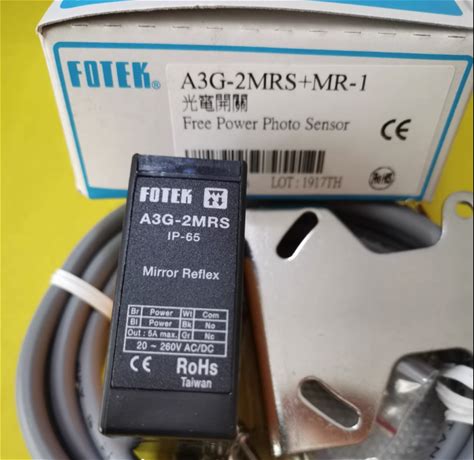 FOTEK®
A3G-2MRS+MR-1
光電開關
Free Power Photo Sensor
CE
LOT: 1917TH
FOTEK
A3G-2MRS
IP-65
Mirror Reflex
Br Power Wt Com
Bl Power Bk No
Out : 5A max. Gr Nc
20 ~ 260V AC/DC
CE RoHs
Taiwan